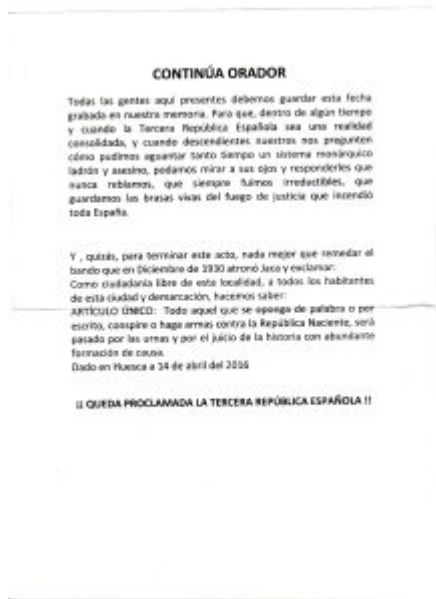 CONTINÚA ORADOR
Todas las gentes aquí presentes debemos guardar esta fecha
grabada en nuestra memoria. Para que, dentro de algún tiempo
y cuando la Tercera República Española sea una realidad
consolidada, y cuando descendientes nuestros nos pregunten
cómo pudimos aguantar tanto tiempo un sistema monárquico
ladrón y asesino, podamos mirar a sus ojos y responderles que
nunca reblamos, que siempre fuimos irreductibles, que
guardamos las brasas vivas del fuego de justicia que incendió
toda España.
Y , quizás, para terminar este acto, nada mejor que remedar el
bando que en Diciembre de 1930 atronó Jaca y exclamar:
Como ciudadanía libre de esta localidad, a todos los habitantes
de esta ciudad y demarcación, hacemos saber:
ARTÍCULO ÚNICO: Todo aquel que se oponga de palabra o por
escrito, conspire o haga armas contra la República Naciente, será
pasado por las urnas y por el juicio de la historia con abundante
formación de causa.
Dado en Huesca a 14 de abril del 2016
¡¡ QUEDA PROCLAMADA LA TERCERA REPÚBLICA ESPAÑOLA !!